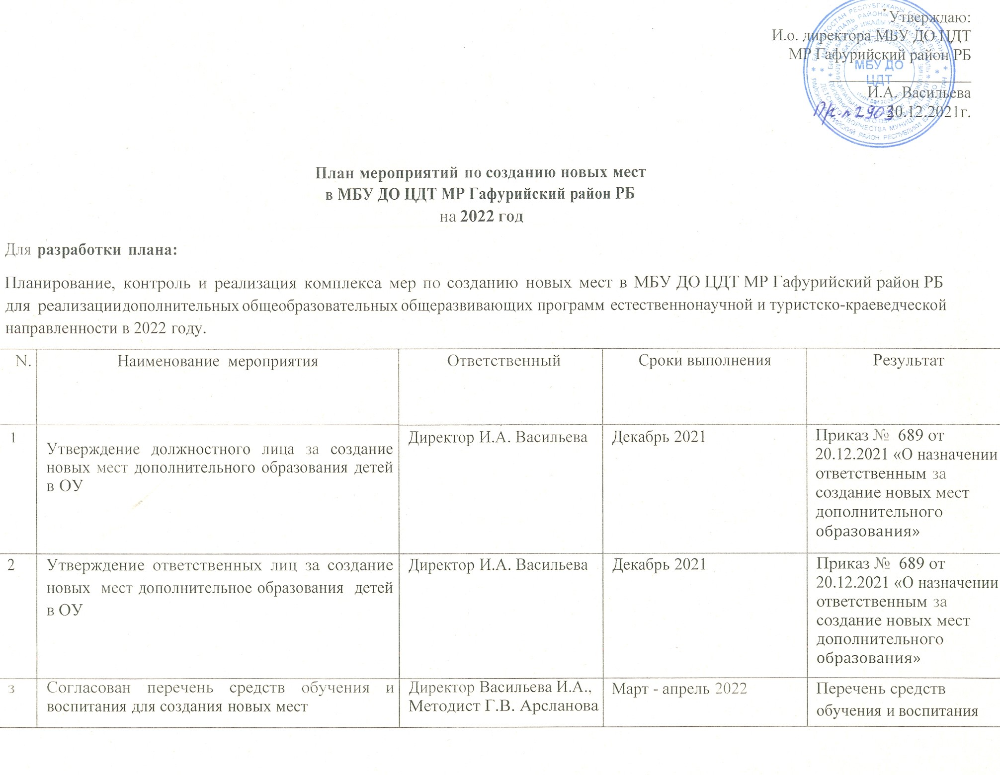 Утверждаю:
И.о. директора МБУ ДО ЦДТ
МР Гафурийский район РБ
И.А. Васильева
20.12.2021г.
МБУ ДО
ЦДТ
План мероприятий по созданию новых мест
в МБУ ДО ЦДТ МР Гафурийский район РБ
на 2022 год
Для разработки плана:
Планирование, контроль и реализация комплекса мер по созданию новых мест в МБУ ДО ЦДТ МР Гафурийский район РБ
для реализациидополнительных общеобразовательных общеразвивающих программ естественнонаучной и туристско-краеведческой
направленности в 2022 году.
N. Наименование мероприятия Ответственный Сроки выполнения Результат
1
Утверждение должностного лица за создание
новых мест дополнительного образования детей
в ОУ
Директор И.А. Васильева
Декабрь 2021
Приказ № 689 от
20.12.2021 «О назначении
ответственным за
создание новых мест
дополнительного
образования»
2
Утверждение ответственных лиц за создание
новых мест дополнительное образования детей
в ОУ
Директор И.А. Васильева
Декабрь 2021
Приказ № 689 от
20.12.2021 «О назначении
ответственным за
создание новых мест
дополнительного
образования»
з
Согласован перечень средств обучения и
воспитания для создания новых мест
Директор Васильева И.А.,
Методист Г.В. Арсланова
Март - апрель 2022
Перечень средств
обучения и воспитания